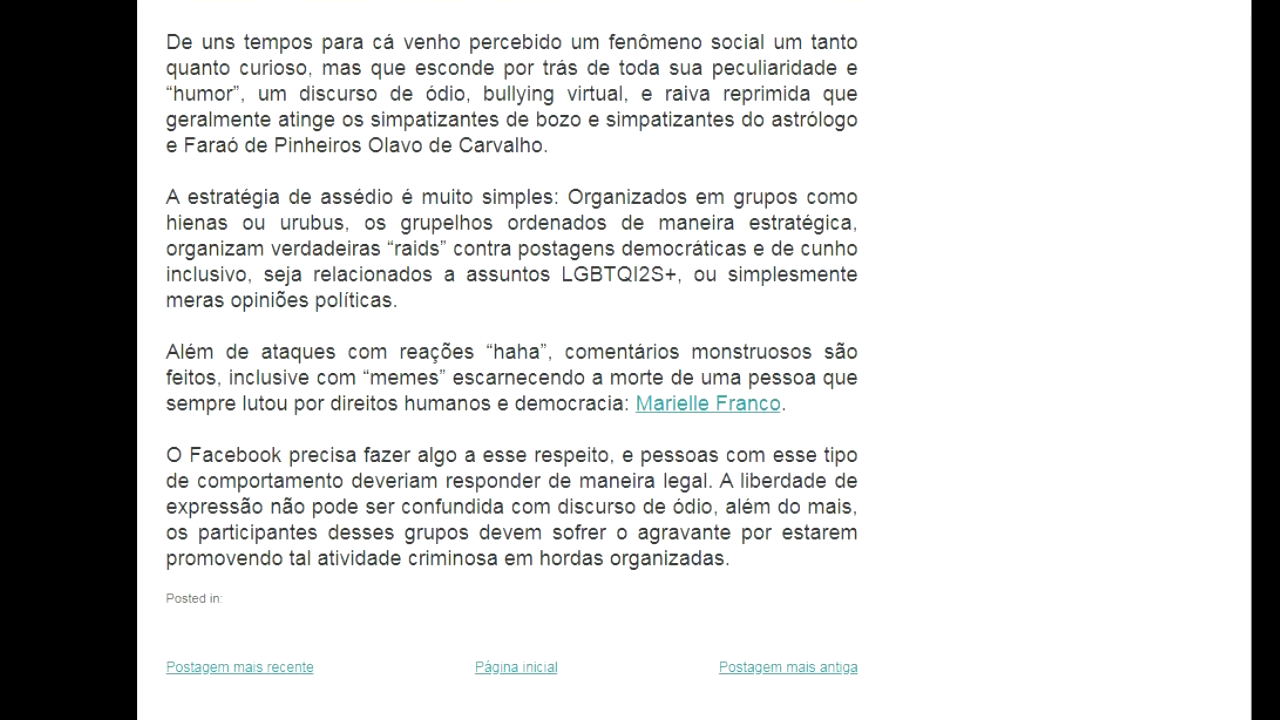 De uns tempos para cá venho percebido um fenômeno social um tanto
quanto curioso, mas que esconde por trás de toda sua peculiaridade e
“humor”, um discurso de ódio, bullying virtual, e raiva reprimida que
geralmente atinge os simpatizantes de bozo e simpatizantes do astrólogo
e Faraó de Pinheiros Olavo de Carvalho.
A estratégia de assédio é muito simples: Organizados em grupos como
hienas ou urubus, os grupelhos ordenados de maneira estratégica,
organizam verdadeiras “raids” contra postagens democráticas e de cunho
inclusivo, seja relacionados a assuntos LGBTQI2S+, ou simplesmente
meras opiniões políticas.
Além de ataques com reações “haha”, comentários monstruosos são
feitos, inclusive com “memes” escarnecendo a morte de uma pessoa que
sempre lutou por direitos humanos e democracia: Marielle Franco.
O Facebook precisa fazer algo a esse respeito, e pessoas com esse tipo
de comportamento deveriam responder de maneira legal. A liberdade de
expressão não pode ser confundida com discurso de ódio, além do mais,
os participantes desses grupos devem sofrer o agravante por estarem
promovendo tal atividade criminosa em hordas organizadas.
Posted in:
Postagem mais recente Página inicial Postagem mais antiga